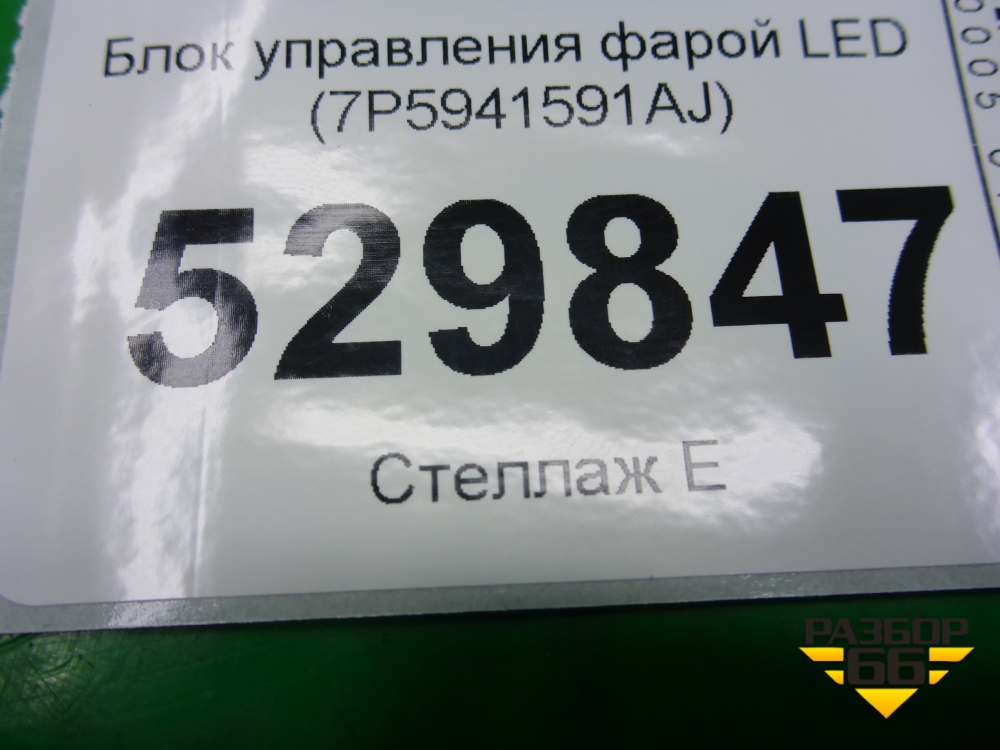 Блок управления фарой LED
(7P5941591AJ)
529847
Стеллаж E
РАЗБОР
66